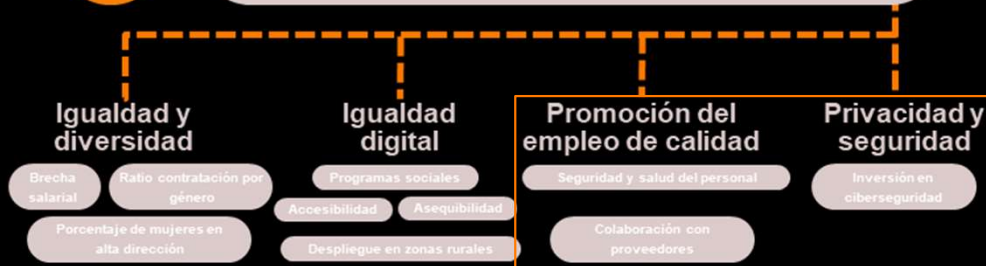 Igualdad y
diversidad
Brecha
salarial
Ratio contratación por
género
Porcentaje de mujeres en
alta dirección
Igualdad
digital
Programas sociales
Accesibilidad
Asequibilidad
Despliegue en zonas rurales
Promoción del
empleo de calidad
Seguridad y salud del personal
Colaboración con
proveedores
Privacidad y
seguridad
Inversión en
ciberseguridad